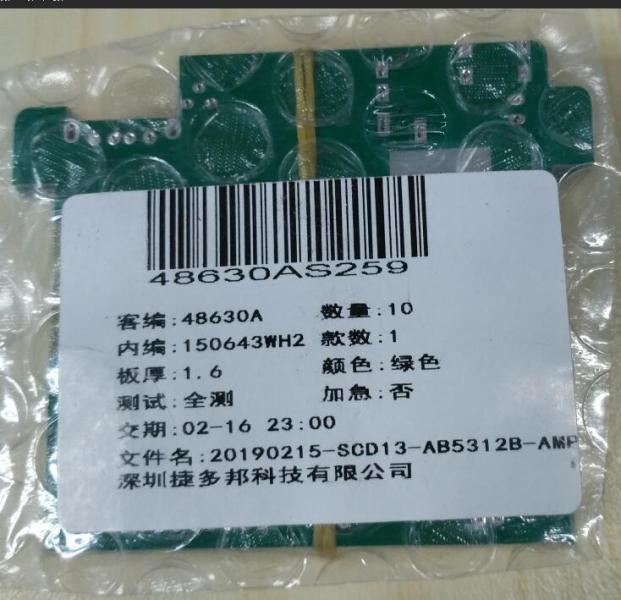 48630AS259
客编:48630A 数量:10
内编:150643WH2 款数:1
板厚:1.6 颜色:绿色
测试:全测 加急:否
交期:02-16 23:00
文件名:20190215-SCD13-AB5312B-AMP
深圳捷多邦科技有限公司